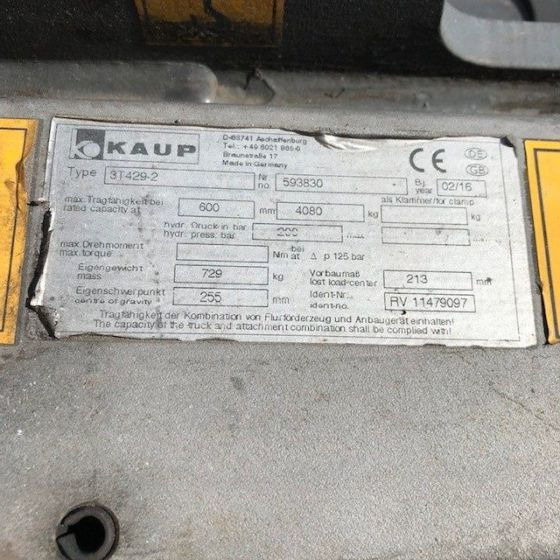 KAUP
D-63741 Aschaffenburg
Tel.: +49 6021 865-0
Braunstraße 17
Made in Germany
CE DE GB
Type 3T429-2 Nr no. 593830 Bj. year 02/16
max. Tragfähigkeit bei rated capacity at 600 mm 4080 kg als Klammer/for clamp kg
hydr. Druck in bar hydr. press. bar 200 max
max. Drehmoment max. torque Nm bei at Δ p 125 bar
Eigengewicht mass 729 kg Vorbaumaß lost load-center 213 mm
Eigenschwerpunkt centre of gravity 255 mm Ident-Nr. ident-no. RV 11479097
Tragfähigkeit der Kombination von Flurförderzeug und Anbaugerät einhalten!
The capacity of the truck and attachment combination shall be complied with!